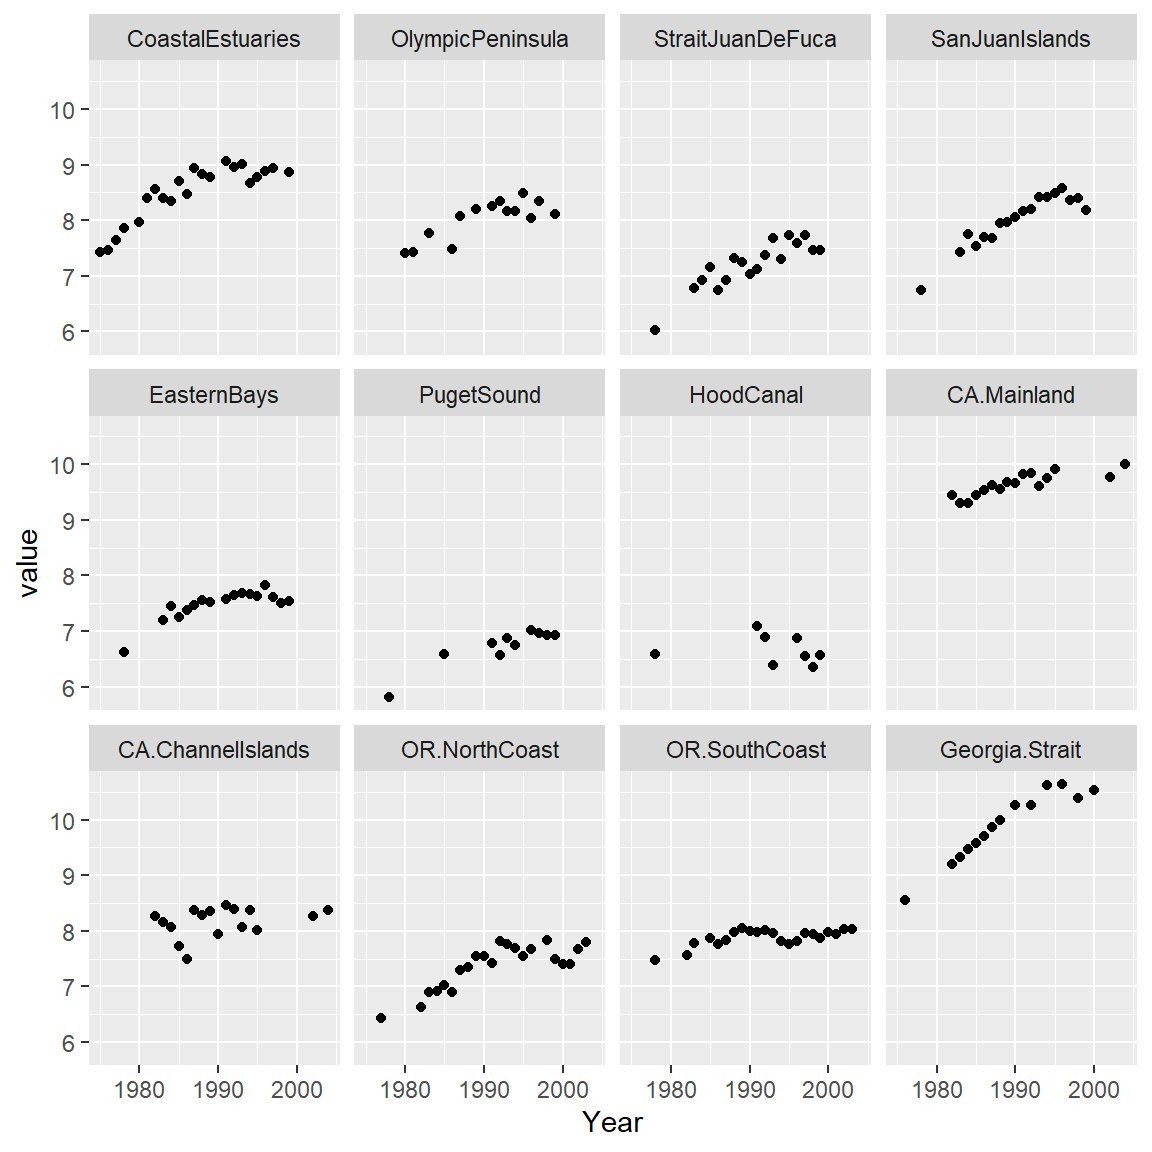 CoastalEstuaries OlympicPeninsula StraitJuanDeFuca SanJuanIslands
10
9
8
7
6
EasternBays PugetSound HoodCanal CA.Mainland
10
9
8
7
6
value
CA.ChannelIslands OR.NorthCoast OR.SouthCoast Georgia.Strait
10
9
8
7
6
1980 1990 2000 1980 1990 2000 1980 1990 2000 1980 1990 2000
Year